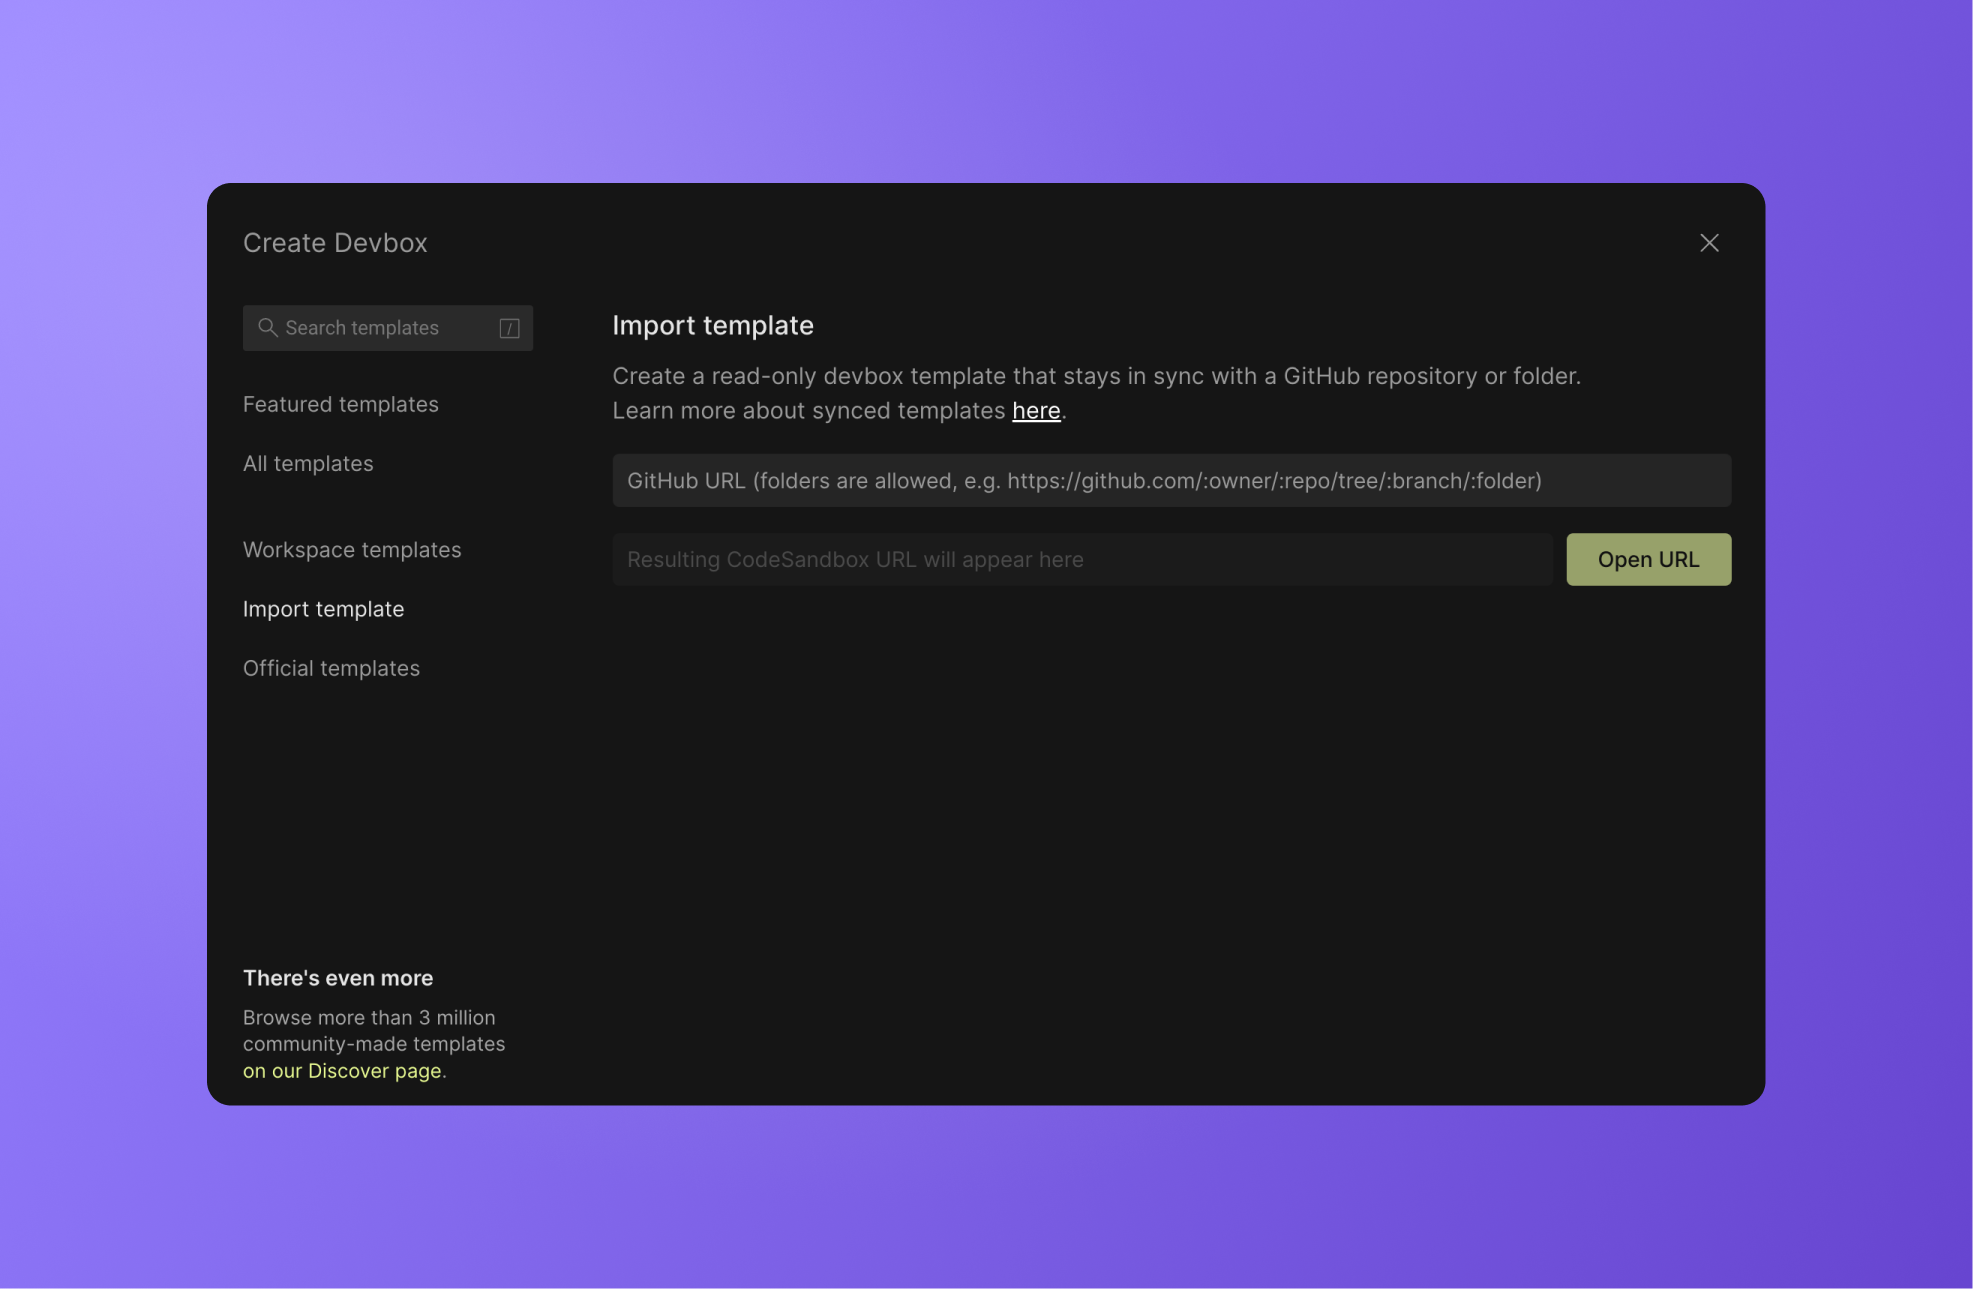 Create Devbox
Search templates /
Featured templates
All templates
Workspace templates
Import template
Official templates
There's even more
Browse more than 3 million
community-made templates
on our Discover page.
Import template
Create a read-only devbox template that stays in sync with a GitHub repository or folder.
Learn more about synced templates here.
GitHub URL (folders are allowed, e.g. https://github.com/:owner/:repo/tree/:branch/:folder)
Resulting CodeSandbox URL will appear here
Open URL